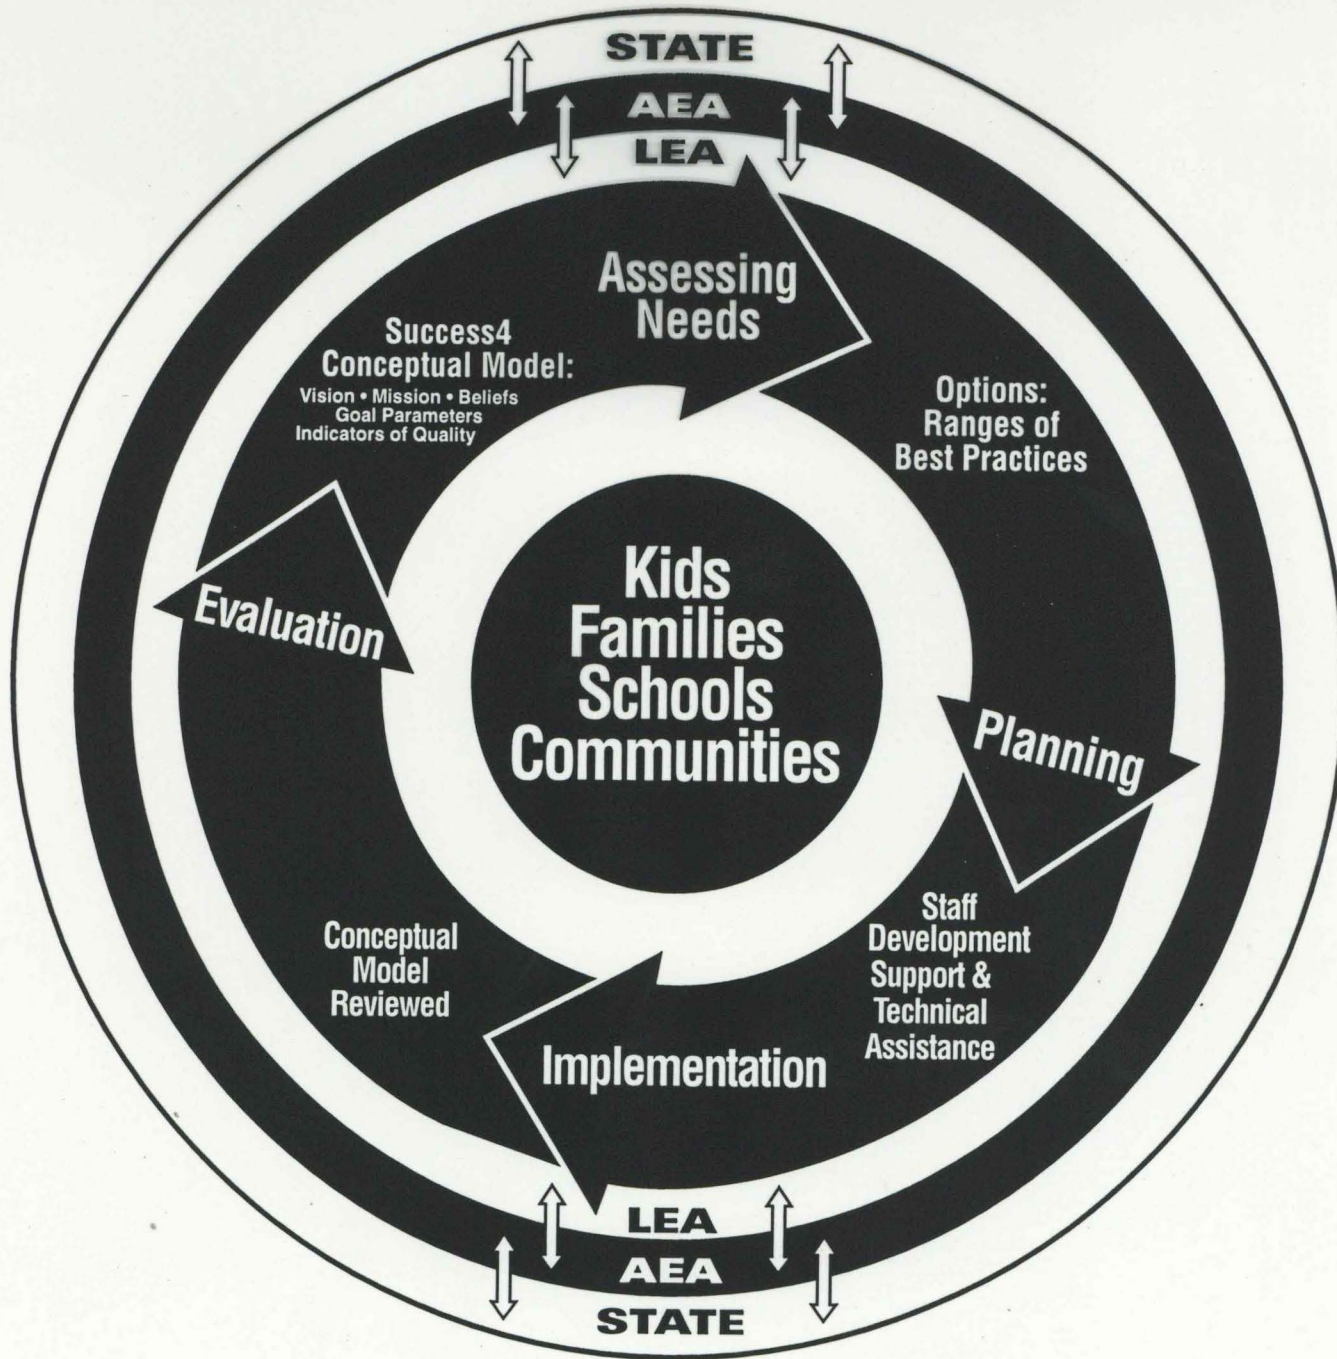 STATE
AEA
LEA
Assessing
Needs
Success4
Conceptual Model:
Vision • Mission • Beliefs
Goal Parameters
Indicators of Quality
Options:
Ranges of
Best Practices
Evaluation
Kids
Families
Schools
Communities
Planning
Staff
Development
Support &
Technical
Assistance
Conceptual
Model
Reviewed
Implementation
LEA
AEA
STATE